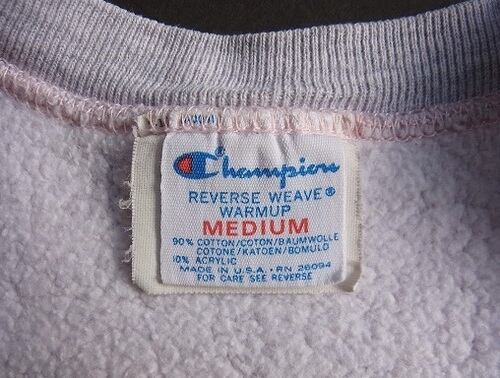 Champion
REVERSE WEAVE®
WARMUP
MEDIUM
90% COTTON/COTON/BAUMWOLLE
COTONE/KATOEN/BOMULD
10% ACRYLIC
MADE IN U.S.A. • RN 26094
FOR CARE SEE REVERSE